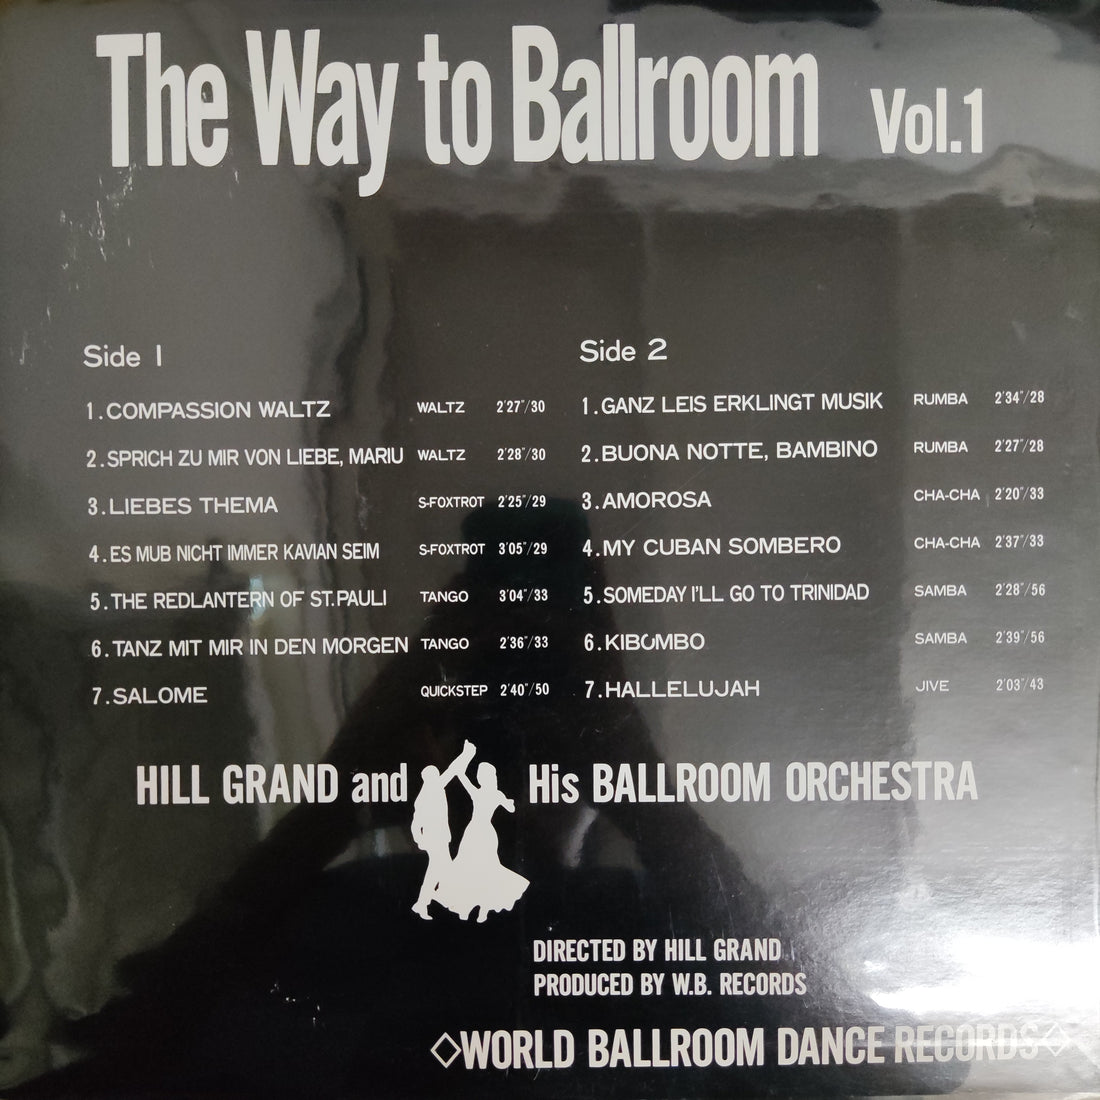 The Way to Ballroom Vol.1
Side 1
1.COMPASSION WALTZ WALTZ 2'27"/30
2.SPRICH ZU MIR VON LIEBE, MARIU WALTZ 2'28"/30
3.LIEBES THEMA S-FOXTROT 2'25"/29
4.ES MUB NICHT IMMER KAVIAN SEIM S-FOXTROT 3'05"/29
5.THE REDLANTERN OF ST.PAULI TANGO 3'04"/33
6.TANZ MIT MIR IN DEN MORGEN TANGO 2'36"/33
7.SALOME QUICKSTEP 2'40"/50
Side 2
1.GANZ LEIS ERKLINGT MUSIK RUMBA 2'34"/28
2.BUONA NOTTE, BAMBINO RUMBA 2'27"/28
3.AMOROSA CHA-CHA 2'20"/33
4.MY CUBAN SOMBERO CHA-CHA 2'37"/33
5.SOMEDAY I'LL GO TO TRINIDAD SAMBA 2'28"/56
6.KIBOMBO SAMBA 2'39"/56
7.HALLELUJAH JIVE 2'03"/43
HILL GRAND and His BALLROOM ORCHESTRA
DIRECTED BY HILL GRAND
PRODUCED BY W.B. RECORDS
◇WORLD BALLROOM DANCE RECORDS◇